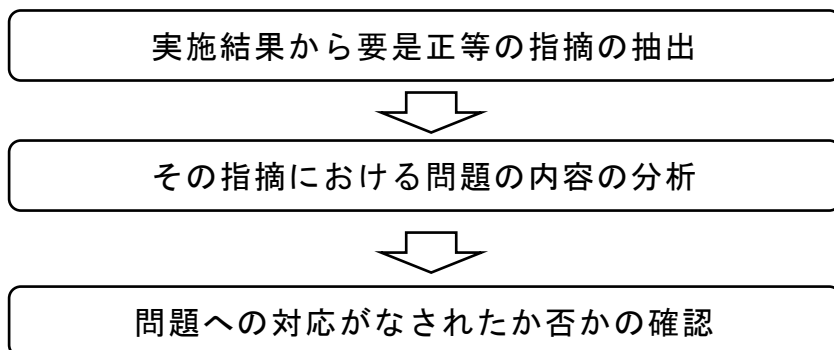 実施結果から要是正等の指摘の抽出
その指摘における問題の内容の分析
問題への対応がなされたか否かの確認